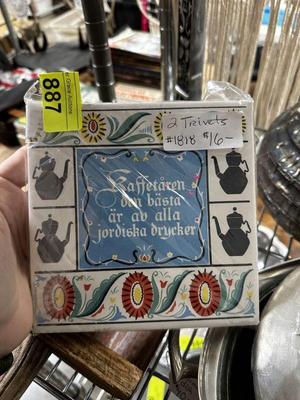 887
2 Trivets
#1818 $16-
Kaffetåren
den bästa
är av alla
jordiska drycker